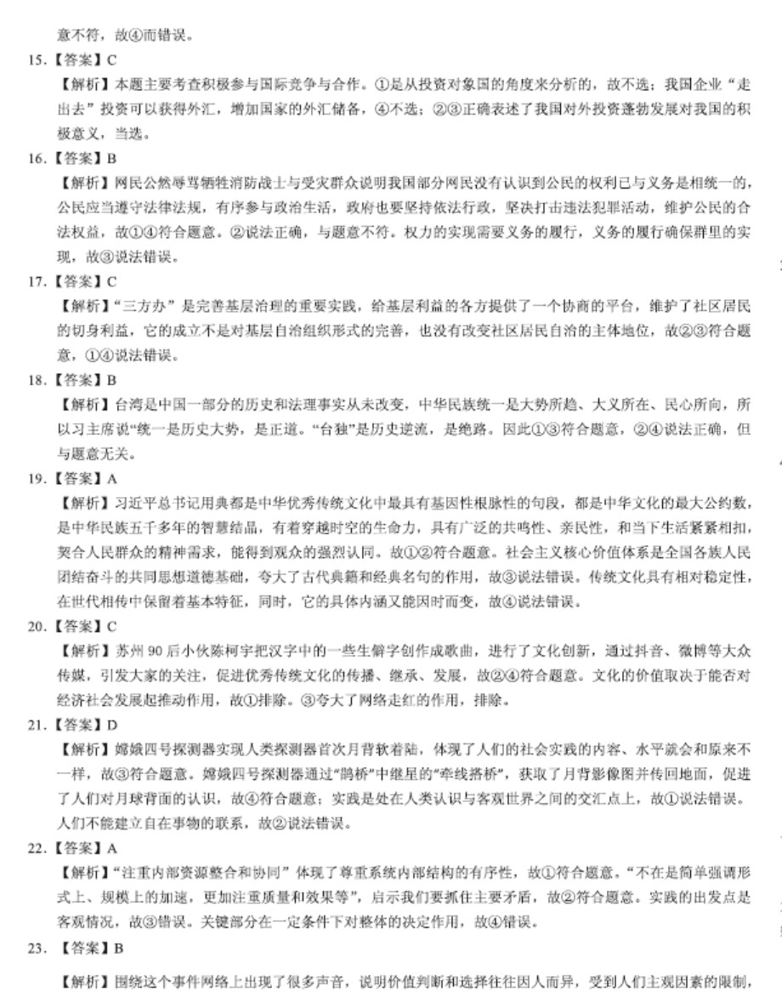 意不符，故④而错误。
15.【答案】C
【解析】本题主要考查积极参与国际竞争与合作。①是从投资对象国的角度来分析的，故不选；我国企业“走
出去”投资可以获得外汇，增加国家的外汇储备，④不选；②③正确表述了我国对外投资蓬勃发展对我国的积
极意义，当选。
16.【答案】B
【解析】网民公然辱骂牺牲消防战士与受灾群众说明我国部分网民没有认识到公民的权利已与义务是相统一的，
公民应当遵守法律法规，有序参与政治生活，政府也要坚持依法行政，坚决打击违法犯罪活动，维护公民的合
法权益，故①④符合题意。②说法正确，与题意不符。权力的实现需要义务的履行，义务的履行确保群里的实
现，故③说法错误。
17.【答案】C
【解析】“三方办”是完善基层治理的重要实践，给基层利益的各方提供了一个协商的平台，维护了社区居民
的切身利益，它的成立不是对基层自治组织形式的完善，也没有改变社区居民自治的主体地位，故②③符合题
意，①④说法错误。
18.【答案】B
【解析】台湾是中国一部分的历史和法理事实从未改变，中华民族统一是大势所趋、大义所在、民心所向，所
以习主席说“统一是历史大势，是正道。“台独”是历史逆流，是绝路。因此①③符合题意，②④说法正确，但
与题意无关。
19.【答案】A
【解析】习近平总书记用典都是中华优秀传统文化中最具有基因性根脉性的句段，都是中华文化的最大公约数，
是中华民族五千多年的智慧结晶，有着穿越时空的生命力，具有广泛的共鸣性、亲民性，和当下生活紧紧相扣，
契合人民群众的精神需求，能得到观众的强烈认同。故①②符合题意。社会主义核心价值体系是全国各族人民
团结奋斗的共同思想道德基础，夸大了古代典籍和经典名句的作用，故③说法错误。传统文化具有相对稳定性，
在世代相传中保留着基本特征，同时，它的具体内涵又能因时而变，故④说法错误。
20.【答案】C
【解析】苏州 90 后小伙陈柯宇把汉字中的一些生僻字创作成歌曲，进行了文化创新，通过抖音、微博等大众
传媒，引发大家的关注，促进优秀传统文化的传播、继承、发展，故②④符合题意。文化的价值取决于能否对
经济社会发展起推动作用，故①排除。③夸大了网络走红的作用，排除。
21.【答案】D
【解析】嫦娥四号探测器实现人类探测器首次月背软着陆，体现了人们的社会实践的内容、水平就会和原来不
一样，故③符合题意。嫦娥四号探测器通过“鹊桥”中继星的“牵线搭桥”，获取了月背影像图并传回地面，促进
了人们对月球背面的认识，故④符合题意；实践是处在人类认识与客观世界之间的交汇点上，故①说法错误。
人们不能建立自在事物的联系，故②说法错误。
22.【答案】A
【解析】“注重内部资源整合和协同”体现了尊重系统内部结构的有序性，故①符合题意。“不在是简单强调形
式上、规模上的加速，更加注重质量和效果等”，启示我们要抓住主要矛盾，故②符合题意。实践的出发点是
客观情况，故③错误。关键部分在一定条件下对整体的决定作用，故④错误。
23.【答案】B
【解析】围绕这个事件网络上出现了很多声音，说明价值判断和选择往往因人而异，受到人们主观因素的限制，